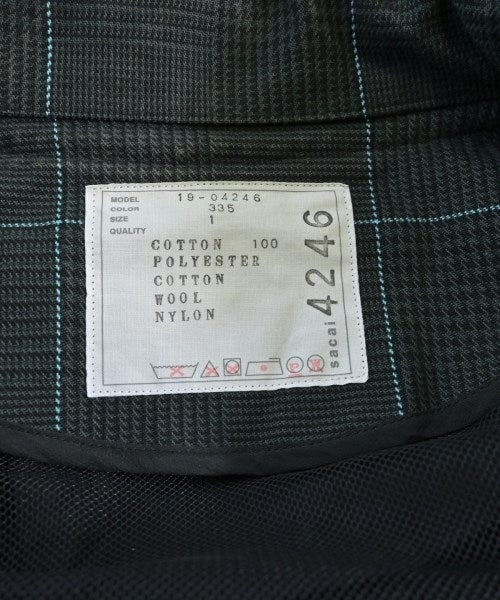 MODEL 19-04246
COLOR 335
SIZE 1
QUALITY
COTTON 100
POLYESTER
COTTON
WOOL
NYLON
sacai 4246
P